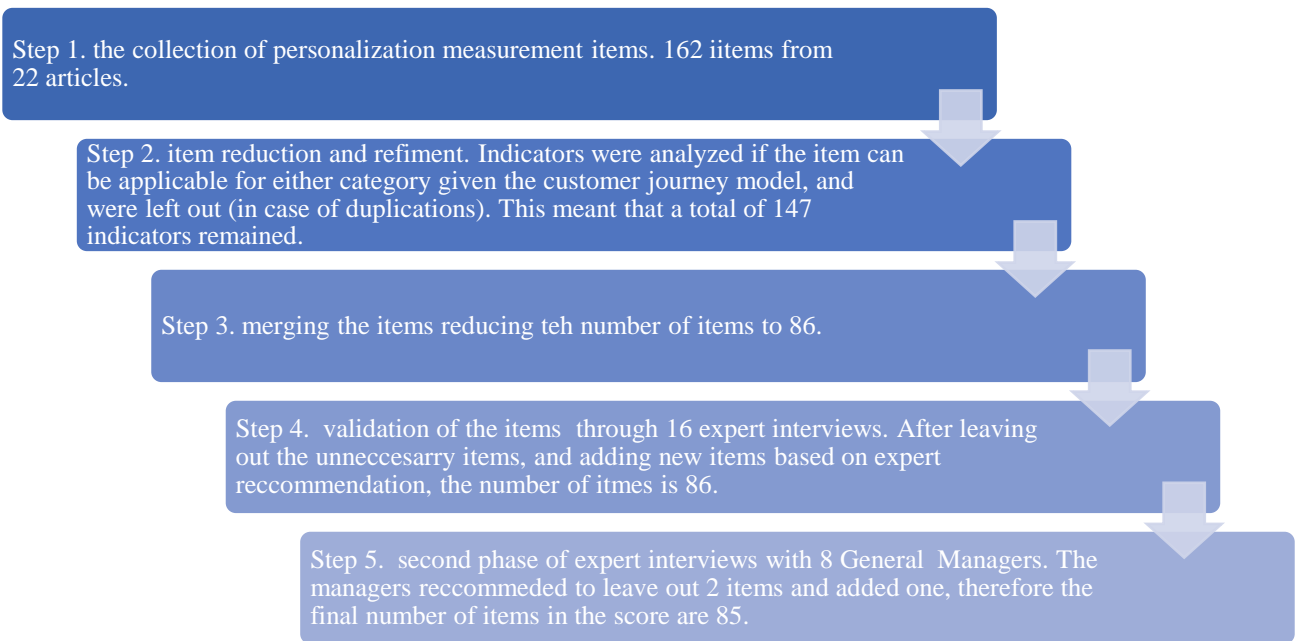 Step 1. the collection of personalization measurement items. 162 iitems from
22 articles.
Step 2. item reduction and refiment. Indicators were analyzed if the item can
be applicable for either category given the customer journey model, and
were left out (in case of duplications). This meant that a total of 147
indicators remained.
Step 3. merging the items reducing teh number of items to 86.
Step 4. validation of the items through 16 expert interviews. After leaving
out the unneccesarry items, and adding new items based on expert
reccommendation, the number of itmes is 86.
Step 5. second phase of expert interviews with 8 General Managers. The
managers reccommeded to leave out 2 items and added one, therefore the
final number of items in the score are 85.